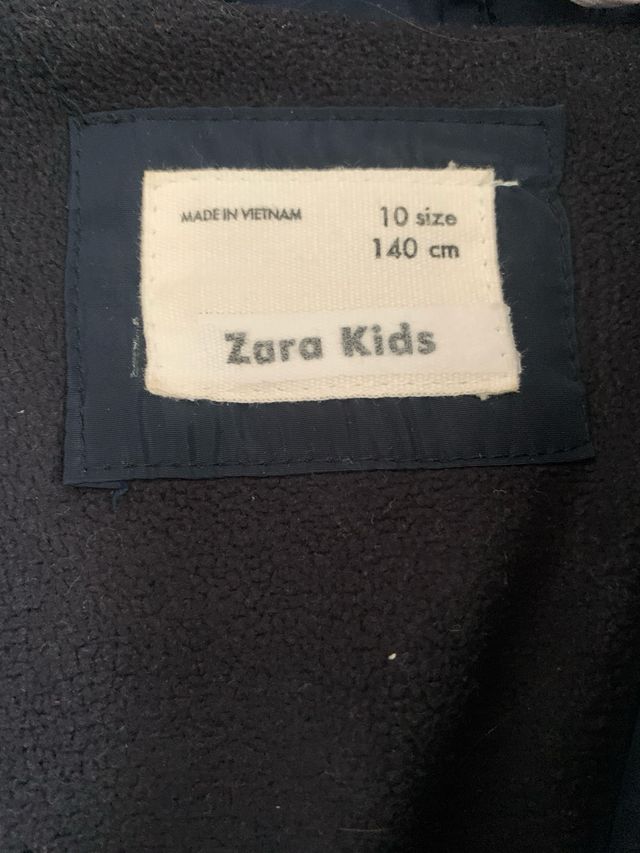 MADE IN VIETNAM
10 size
140 cm
Zara Kids